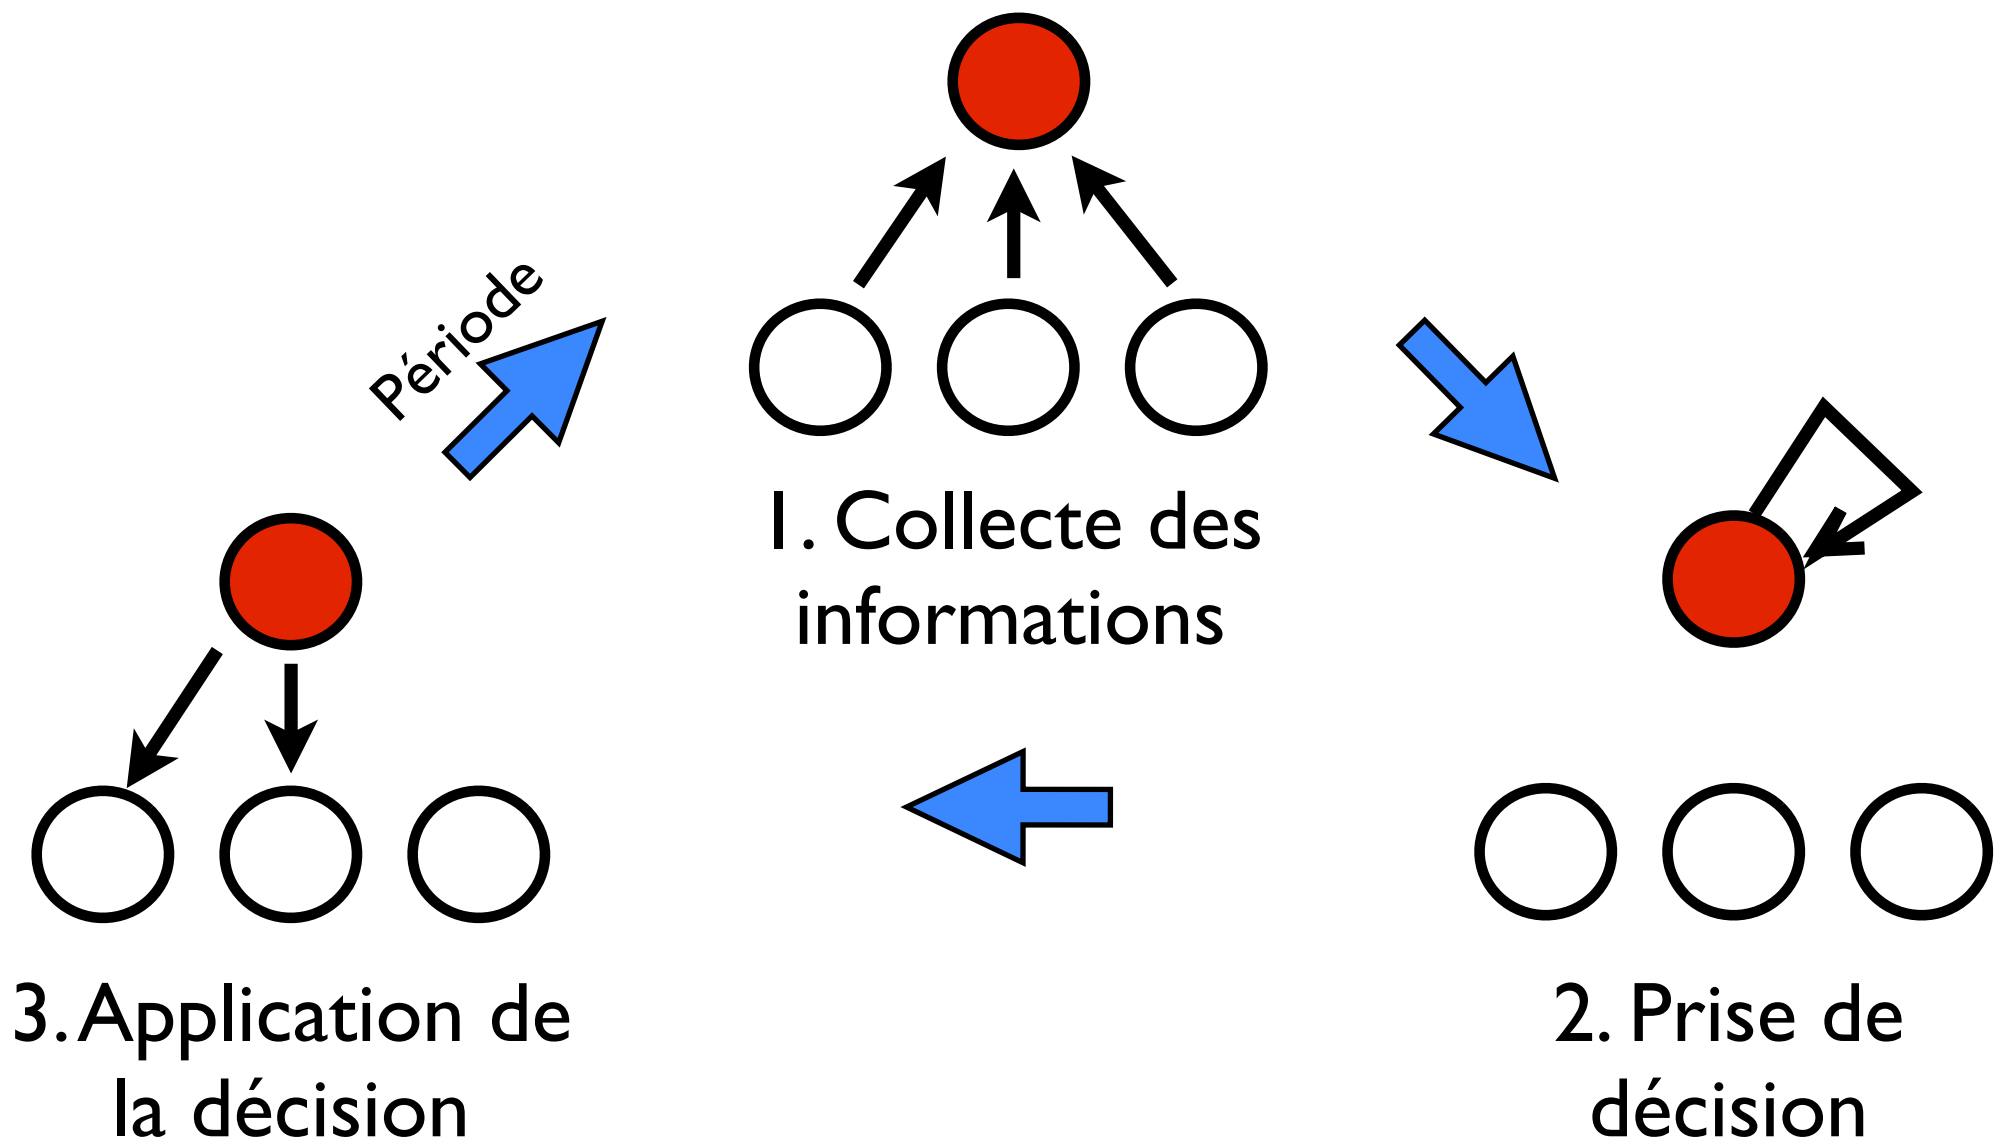 Période
1. Collecte des
informations
2. Prise de
décision
3. Application de
la décision